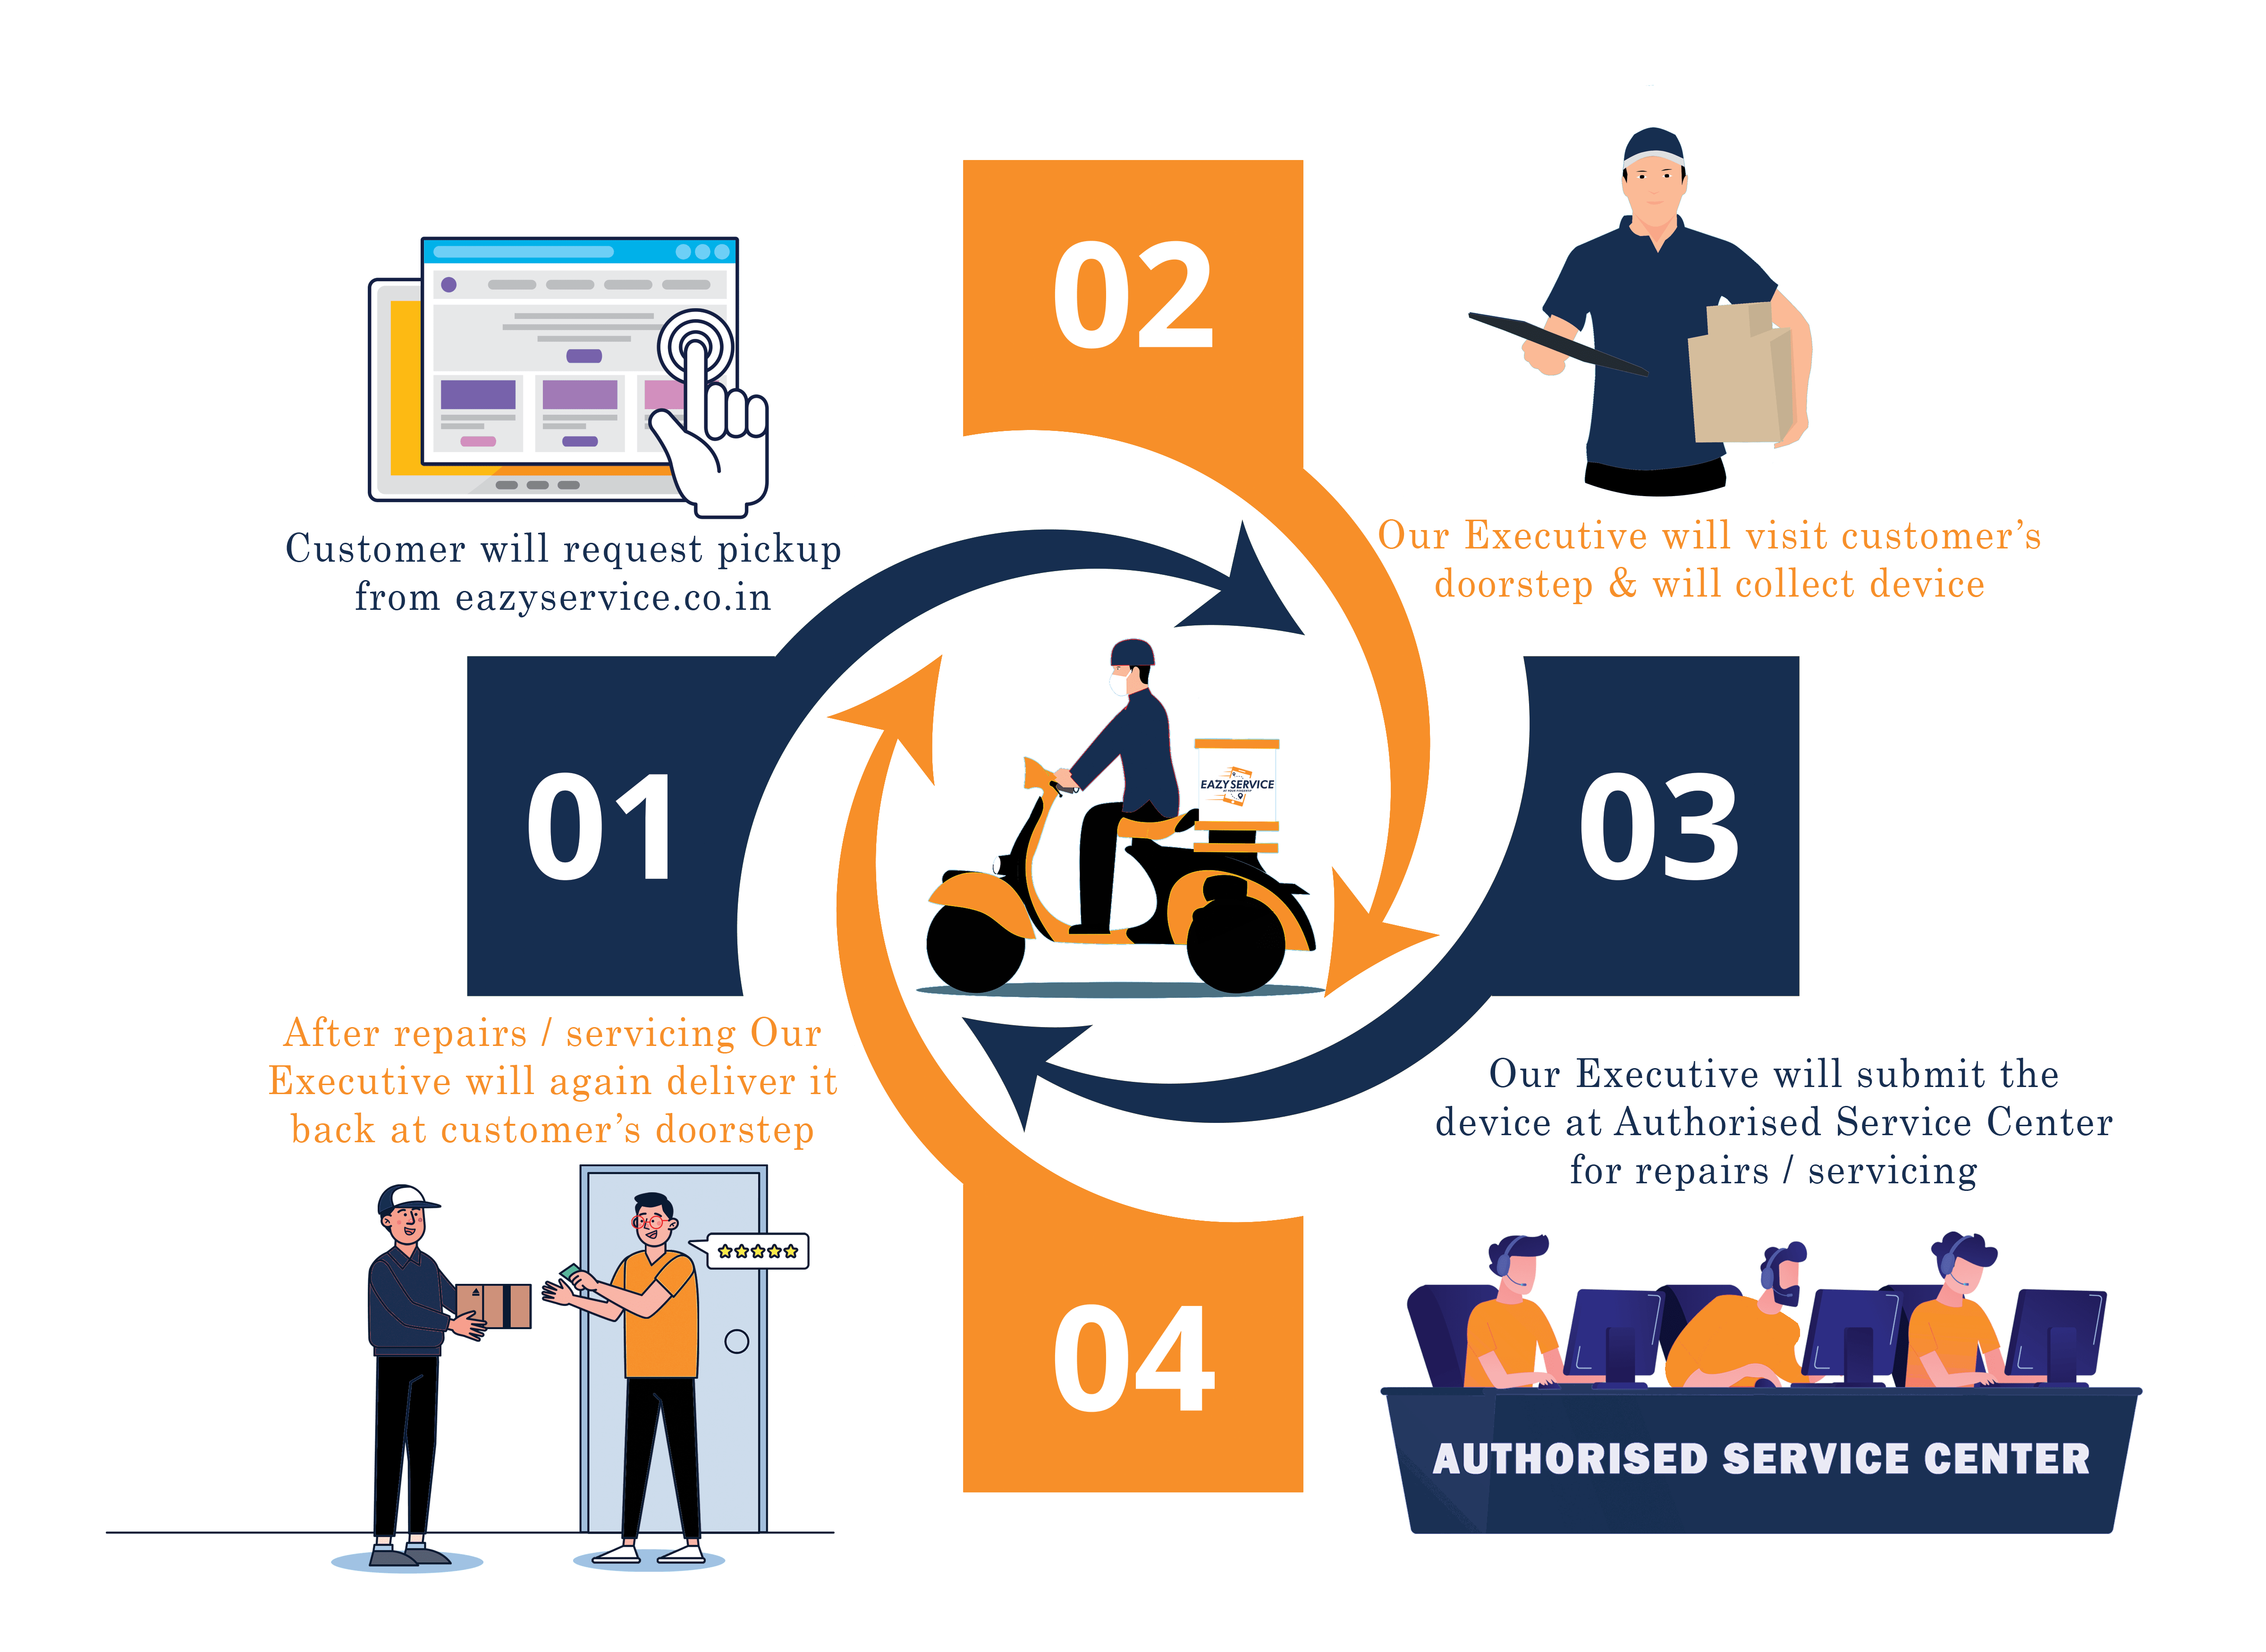 Customer will request pickup
from eazyservice.co.in
01
02
Our Executive will visit customer's
doorstep & will collect device
03
Our Executive will submit the
device at Authorised Service Center
for repairs / servicing
AUTHORISED SERVICE CENTER
04
After repairs / servicing Our
Executive will again deliver it
back at customer's doorstep
EAZY SERVICE